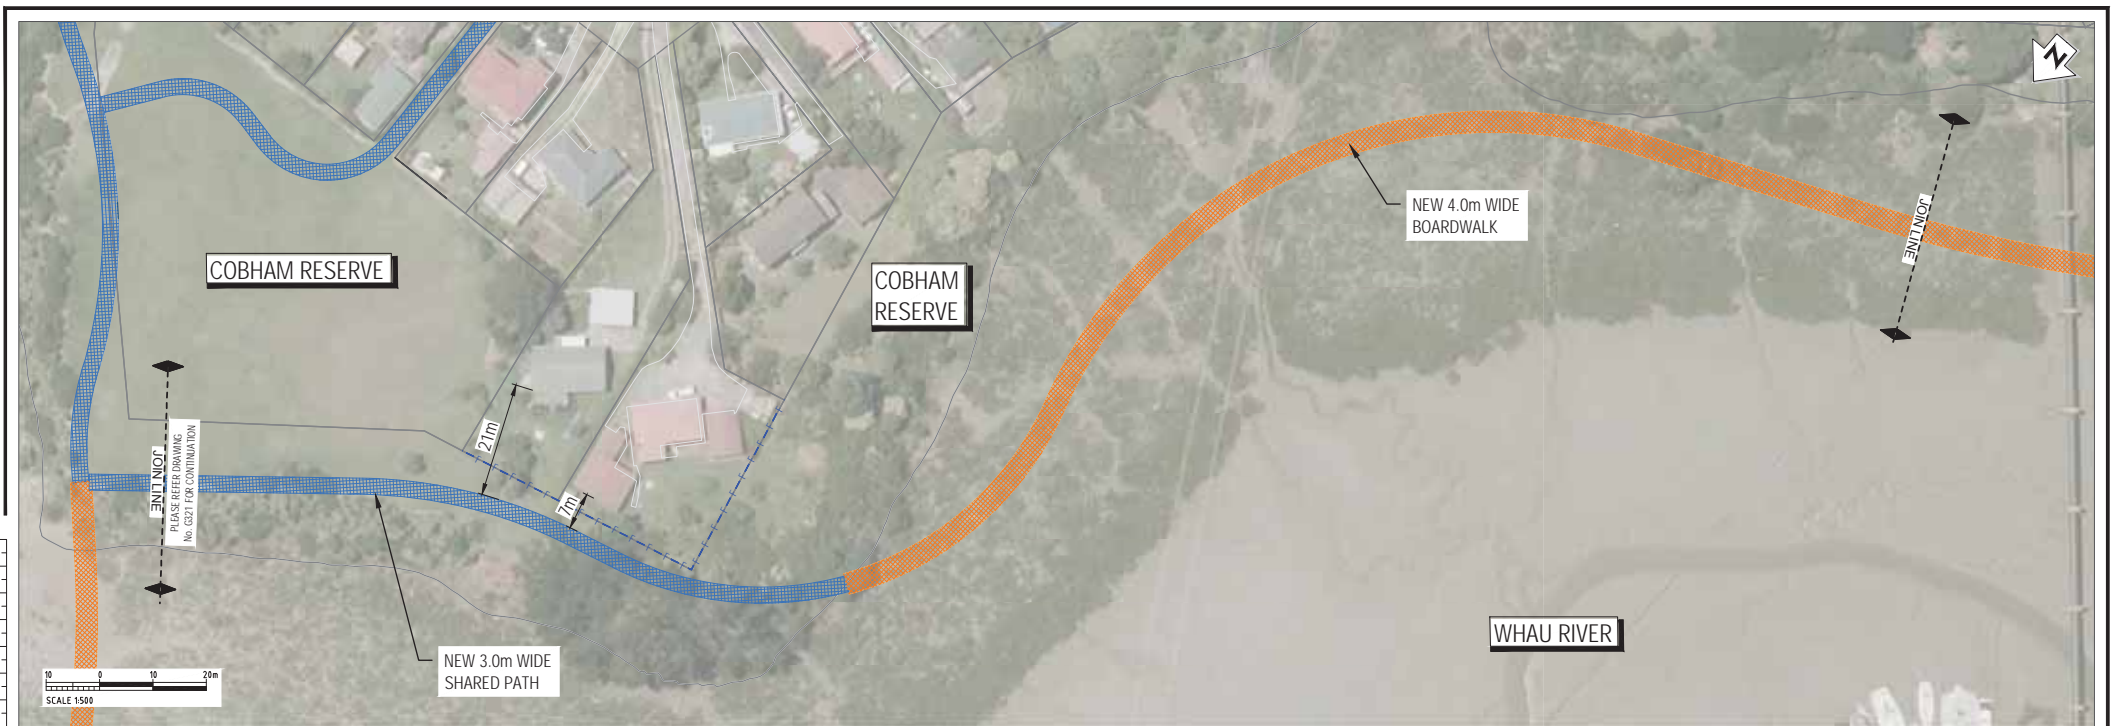 N
NEW 4.0m WIDE
BOARDWALK
JOIN LINE
COBHAM RESERVE
COBHAM
RESERVE
21m
7m
JOIN LINE
PLEASE REFER DRAWING
No. G321 FOR CONTINUATION
WHAU RIVER
NEW 3.0m WIDE
SHARED PATH
10 0 10 20m
SCALE 1:500